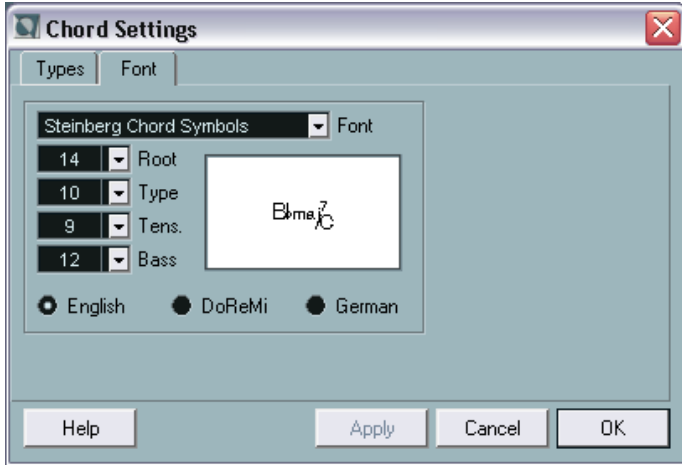 Chord Settings
Types Font
Steinberg Chord Symbols Font
14 Root
10 Type
9 Tens.
12 Bass
B♭maj7/C
English DoReMi German
Help Apply Cancel OK